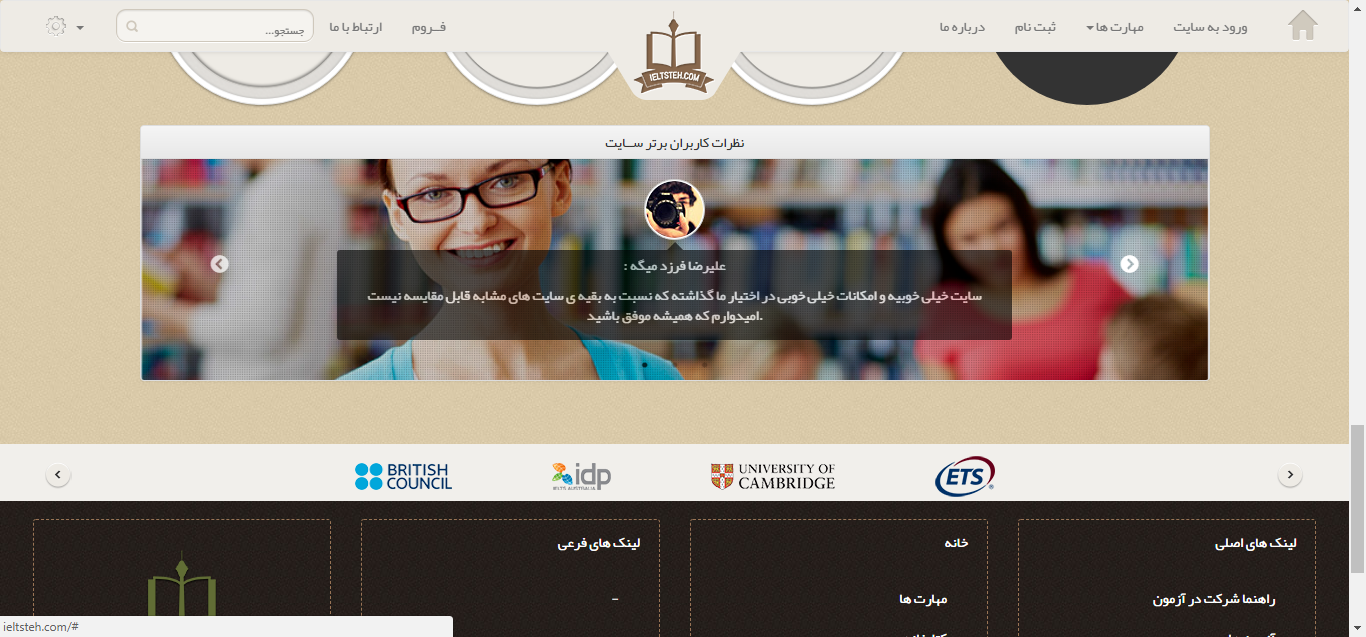 ورود به سایت
مهارت ها
ثبت نام
درباره ما
IELTSTEH.COM
فــروم
ارتباط با ما
جستجو...
نظرات کاربران برتر ســایت
علیرضا فرزد میگه :
سایت خیلی خوبیه و امکانات خیلی خوبی در اختیار ما گذاشته که نسبت به بقیه ی سایت های مشابه قابل مقایسه نیست
.امیدوارم که همیشه موفق باشید
BRITISH
COUNCIL
idp
IELTS AUSTRALIA
UNIVERSITY OF
CAMBRIDGE
ETS
لینک های اصلی
راهنما شرکت در آزمون
خانه
مهارت ها
لینک های فرعی
–
ieltsteh.com/#